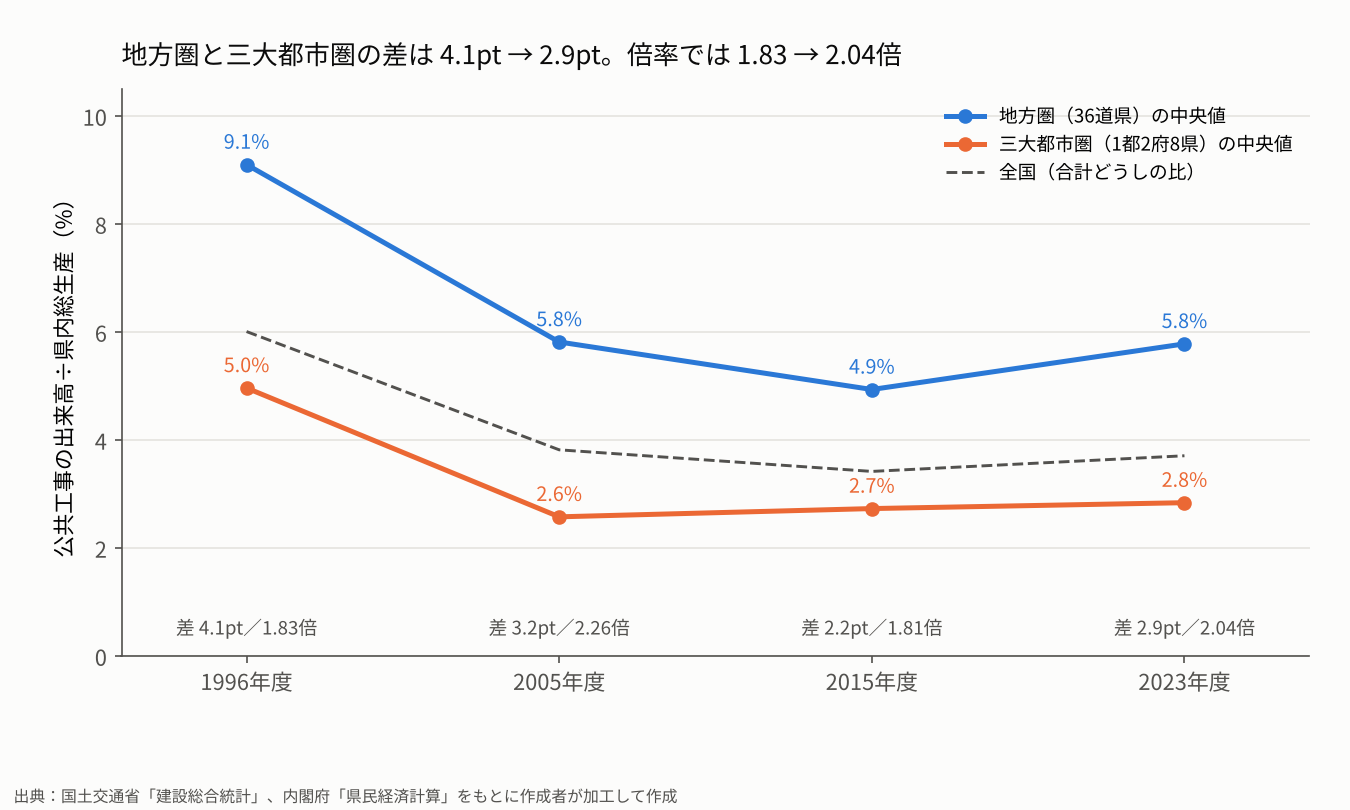 地方圏と三大都市圏の差は 4.1pt → 2.9pt。倍率では 1.83 → 2.04倍
地方圏（36道県）の中央値
三大都市圏（1都2府8県）の中央値
全国（合計どうしの比）
公共工事の出来高÷県内総生産（%）
10
8
6
4
2
0
9.1%
5.8%
4.9%
5.8%
5.0%
2.6%
2.7%
2.8%
差 4.1pt／1.83倍
差 3.2pt／2.26倍
差 2.2pt／1.81倍
差 2.9pt／2.04倍
1996年度
2005年度
2015年度
2023年度
出典：国土交通省「建設総合統計」、内閣府「県民経済計算」をもとに作成者が加工して作成